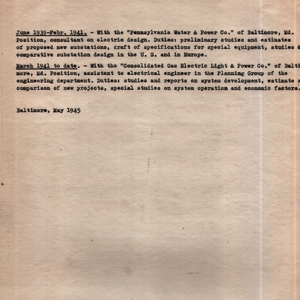 June 1939-Febr. 1941. - With the "Pennsylvania Water & Power Co." of Baltimore, Md.
Position, consultant on electric design. Duties: preliminary studies and estimates
of proposed new substations, draft of specifications for special equipment, studies &
comparative substation design in the U. S. and in Europe.
March 1941 to date. - With the "Consolidated Gas Electric Light & Power Co." of Balti-
more, Md. Position, assistant to electrical engineer in the Planning Group of the
engineering department. Duties: studies and reports on system development, estimate
comparison of new projects, special studies on system operation and economic factors.
Baltimore, May 1945